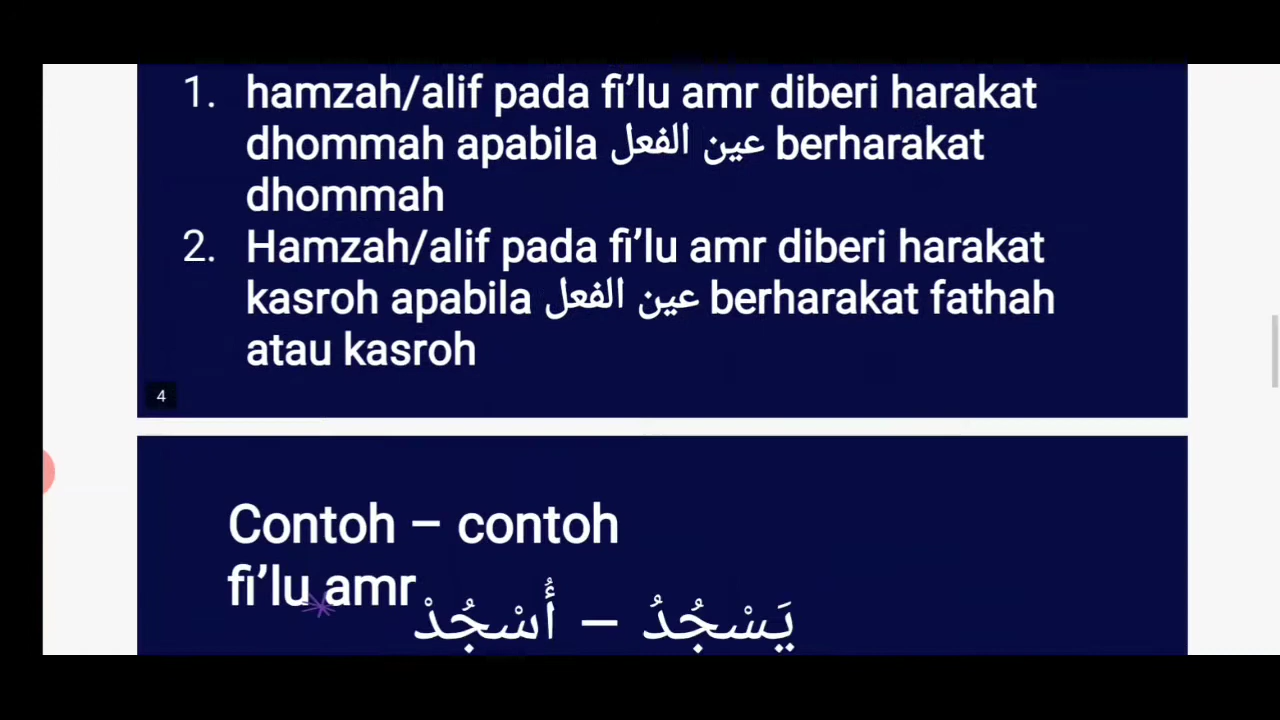 1. hamzah/alif pada fi’lu amr diberi harakat
dhommah apabila عين الفعل berharakat
dhommah
2. Hamzah/alif pada fi’lu amr diberi harakat
kasroh apabila عين الفعل berharakat fathah
atau kasroh
4
Contoh – contoh
fi’lu amr
يَسْجُدُ – أُسْجُدْ